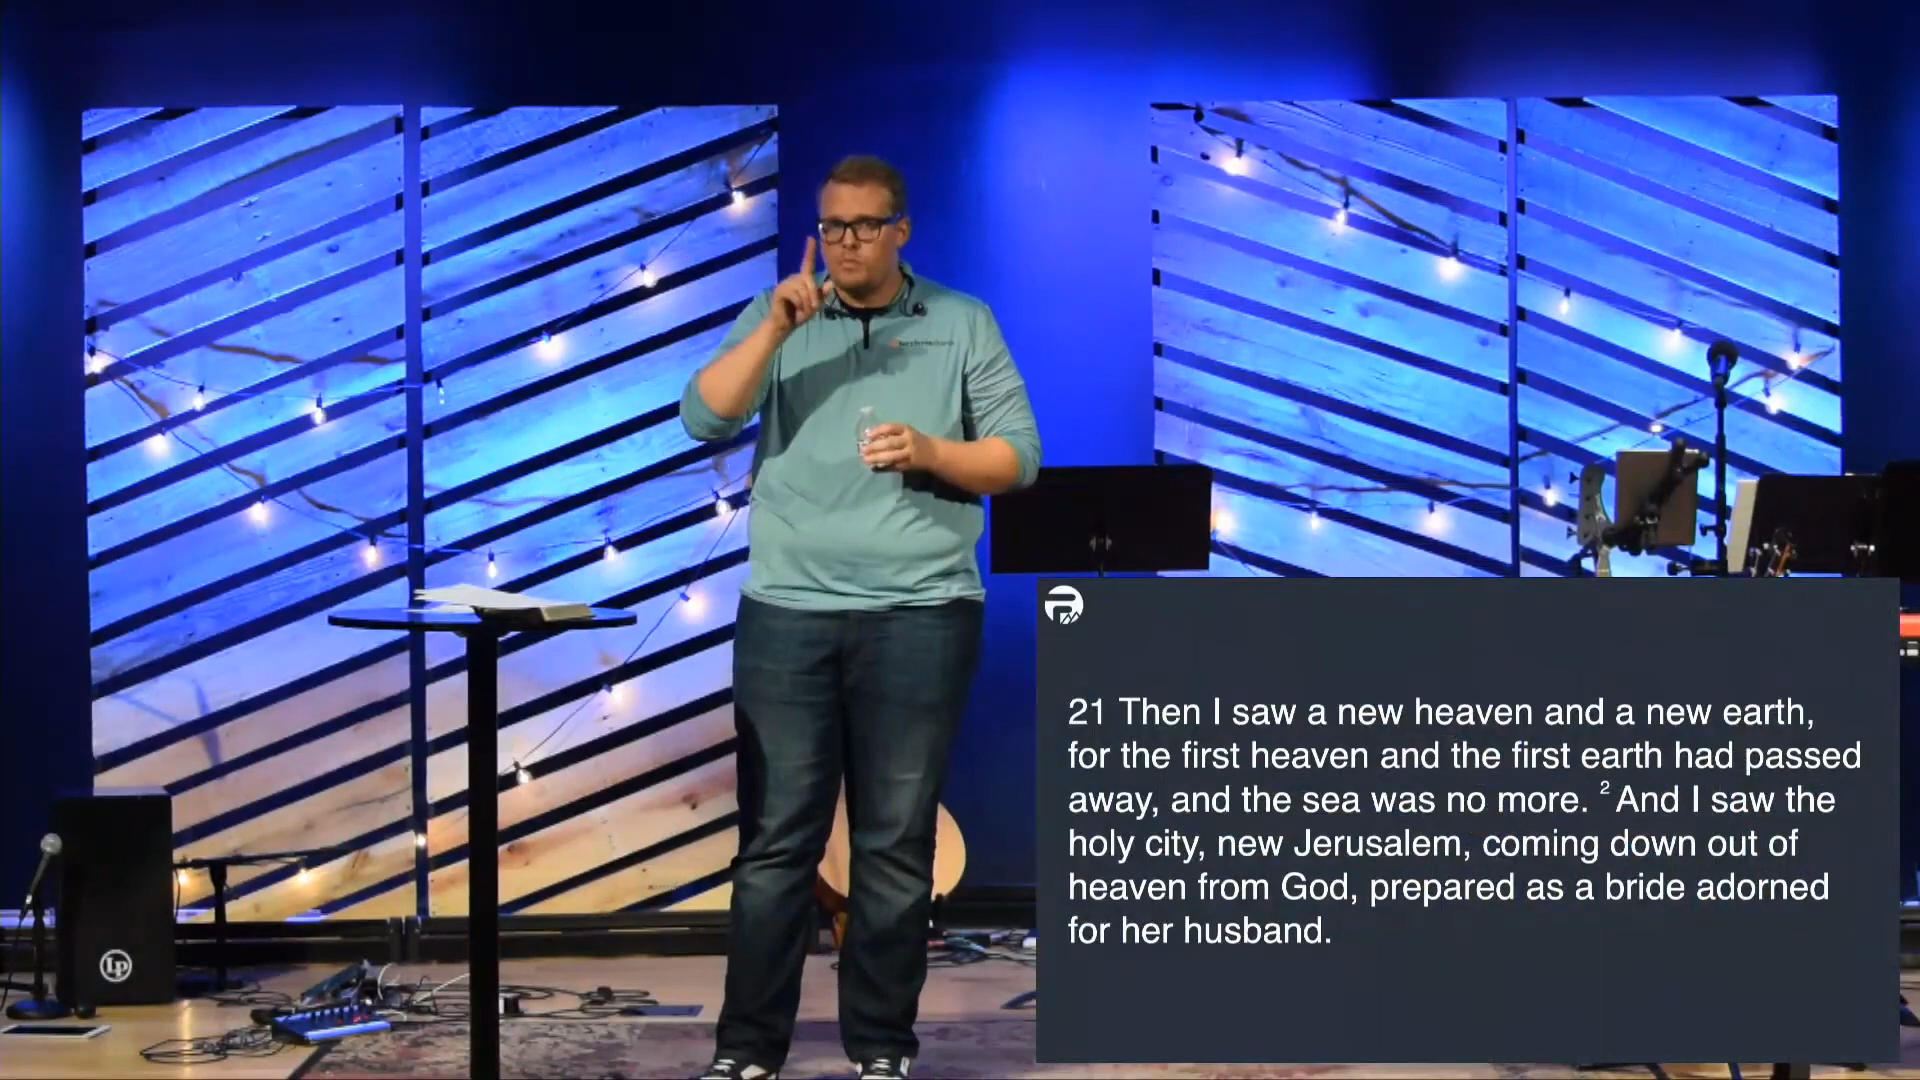 21 Then I saw a new heaven and a new earth,
for the first heaven and the first earth had passed
away, and the sea was no more. ² And I saw the
holy city, new Jerusalem, coming down out of
heaven from God, prepared as a bride adorned
for her husband.
LP